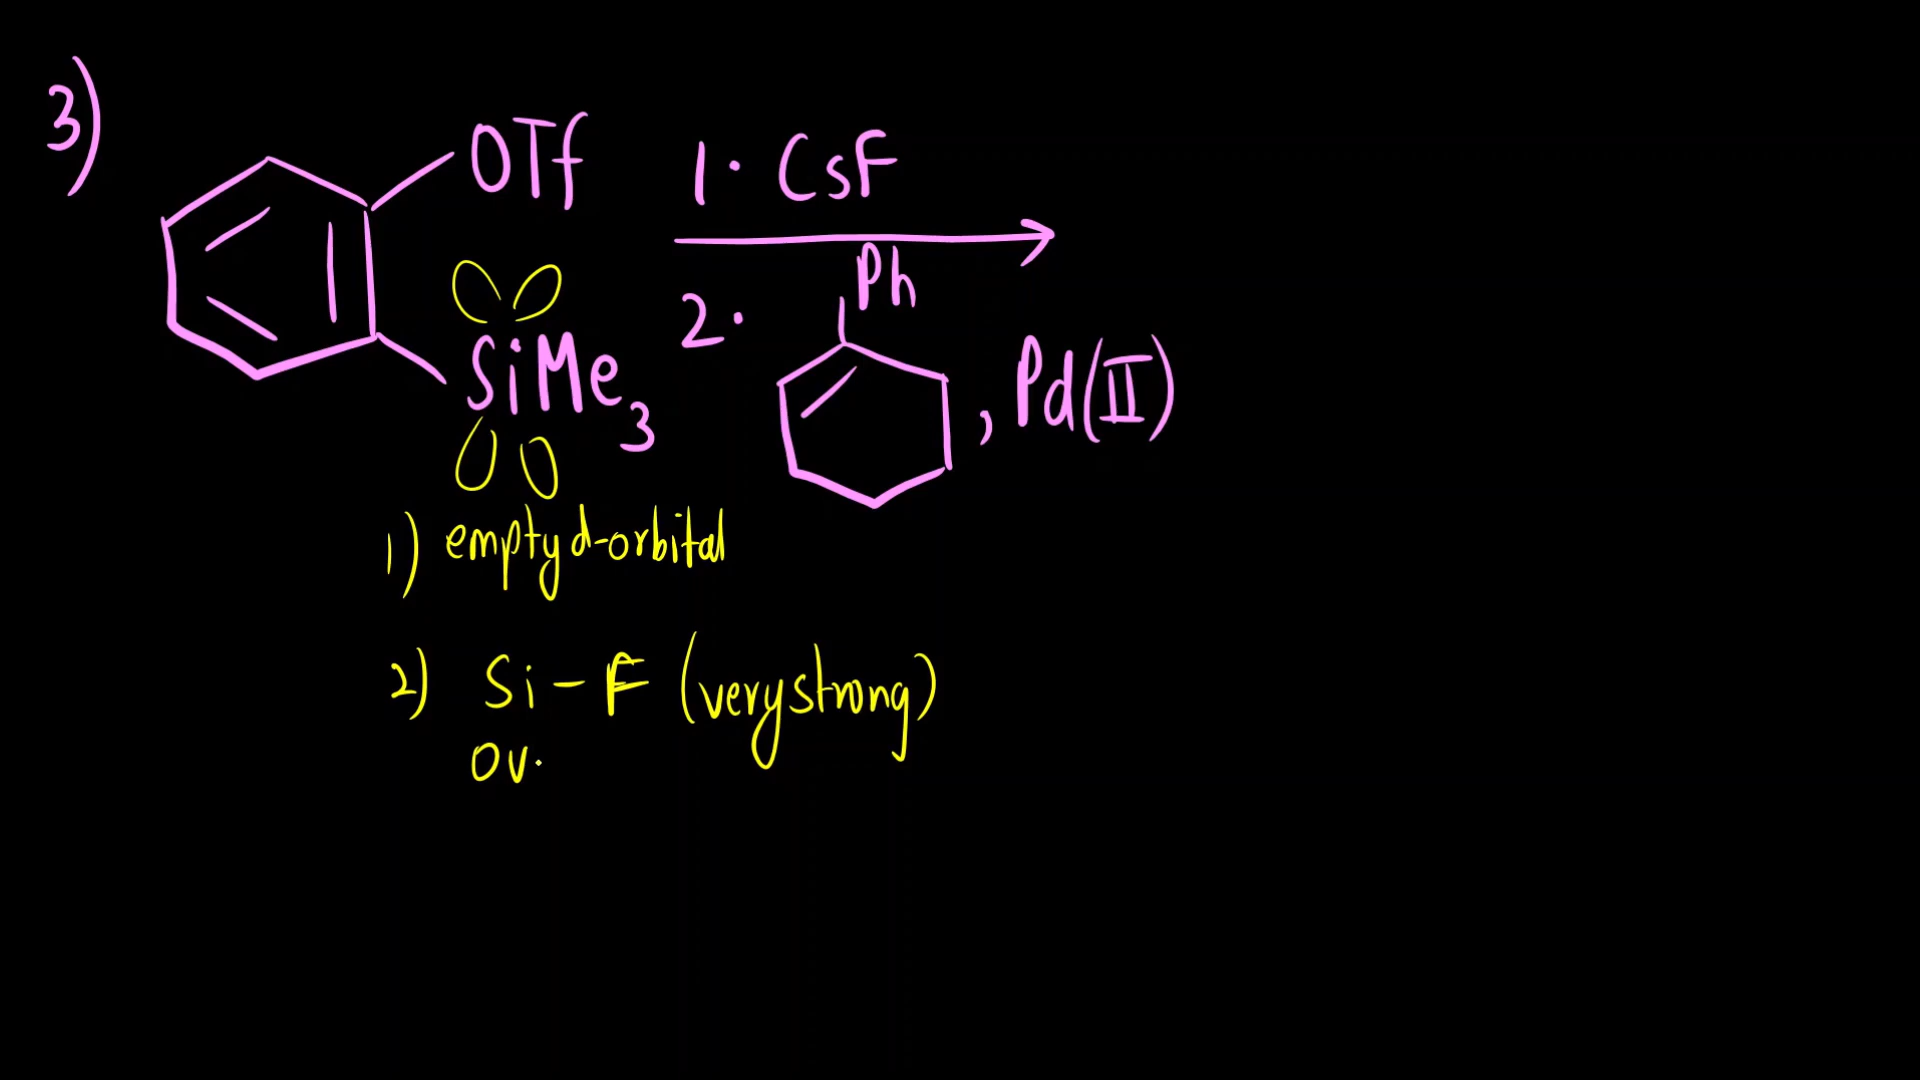 3)
OTf
1. CsF
Ph
2.
, Pd(II)
SiMe3
1) empty d-orbital
2) Si-F (very strong)
ov.